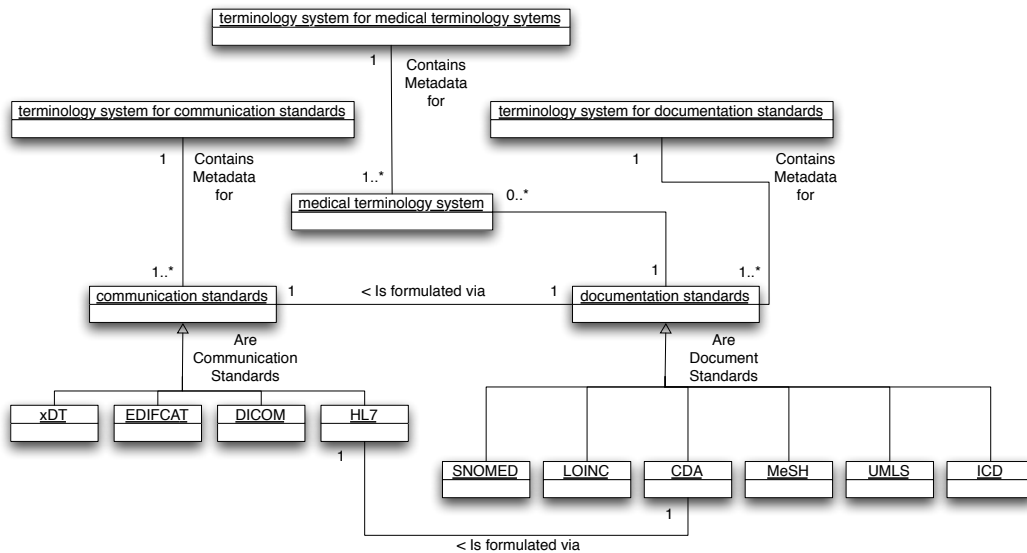 terminology system for medical terminology sytems
1
Contains
Metadata
for
terminology system for communication standards
terminology system for documentation standards
1
Contains
Metadata
for
1
Contains
Metadata
for
1..*
medical terminology system
0..*
1..*
1
1..*
communication standards
1
< Is formulated via
1
documentation standards
Are
Communication
Standards
Are
Document
Standards
xDT
EDIFCAT
DICOM
HL7
1
SNOMED
LOINC
CDA
MeSH
UMLS
ICD
1
< Is formulated via